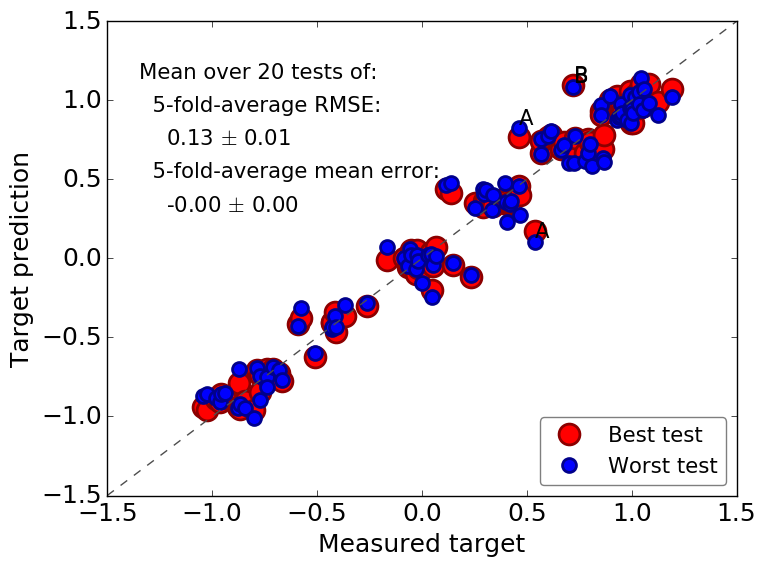 1.5
1.0
0.5
0.0
−0.5
−1.0
−1.5
Target prediction
Mean over 20 tests of:
5-fold-average RMSE:
0.13 ± 0.01
5-fold-average mean error:
-0.00 ± 0.00
B
A
A
Best test
Worst test
−1.5 −1.0 −0.5 0.0 0.5 1.0 1.5
Measured target